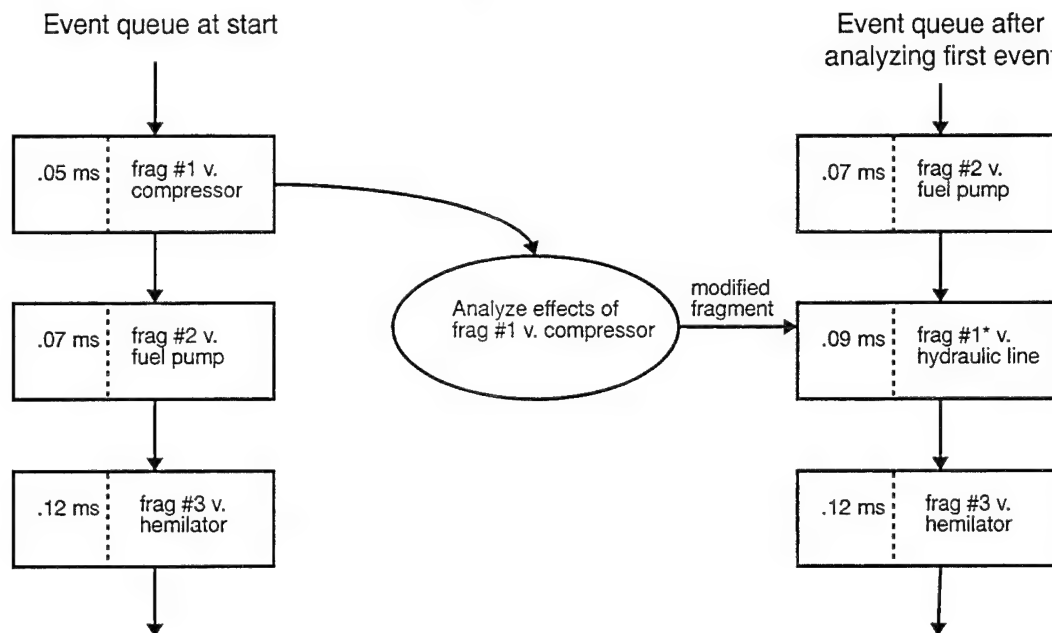 Event queue at start
.05 ms
frag #1 v.
compressor
.07 ms
frag #2 v.
fuel pump
.12 ms
frag #3 v.
hemilator
Analyze effects of
frag #1 v. compressor
modified
fragment
Event queue after
analyzing first event
.07 ms
frag #2 v.
fuel pump
.09 ms
frag #1* v.
hydraulic line
.12 ms
frag #3 v.
hemilator